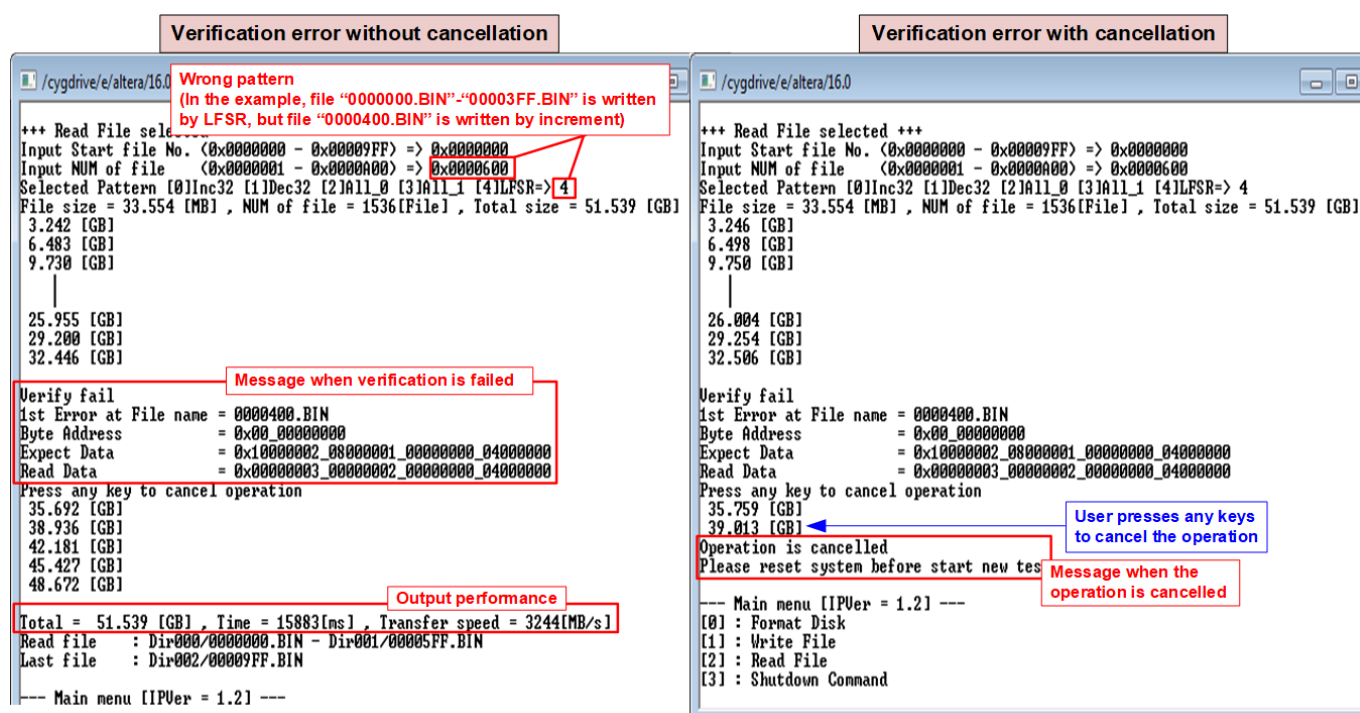 Verification error without cancellation
/cygdrive/e/altera/16.0
Wrong pattern
(In the example, file “0000000.BIN”-“00003FF.BIN” is written
by LFSR, but file “0000400.BIN” is written by increment)
+++ Read File selected
Input Start file No. (0x0000000 - 0x00009FF) => 0x0000000
Input NUM of file (0x0000001 - 0x0000A00) => 0x0000600
Selected Pattern [0]Inc32 [1]Dec32 [2]All_0 [3]All_1 [4]LFSR=> 4
File size = 33.554 [MB] , NUM of file = 1536[File] , Total size = 51.539 [GB]
3.242 [GB]
6.483 [GB]
9.730 [GB]
25.955 [GB]
29.200 [GB]
32.446 [GB]
Message when verification is failed
Verify fail
1st Error at File name = 0000400.BIN
Byte Address = 0x00_00000000
Expect Data = 0x10000002_08000001_00000000_04000000
Read Data = 0x00000003_00000002_00000000_04000000
Press any key to cancel operation
35.692 [GB]
38.936 [GB]
42.181 [GB]
45.427 [GB]
48.672 [GB]
Output performance
Total = 51.539 [GB] , Time = 15883[ms] , Transfer speed = 3244[MB/s]
Read file : Dir000/0000000.BIN - Dir001/00005FF.BIN
Last file : Dir002/00009FF.BIN
--- Main menu [IPVer = 1.2] ---
Verification error with cancellation
/cygdrive/e/altera/16.0
+++ Read File selected +++
Input Start file No. (0x0000000 - 0x00009FF) => 0x0000000
Input NUM of file (0x0000001 - 0x0000A00) => 0x0000600
Selected Pattern [0]Inc32 [1]Dec32 [2]All_0 [3]All_1 [4]LFSR=> 4
File size = 33.554 [MB] , NUM of file = 1536[File] , Total size = 51.539 [GB]
3.246 [GB]
6.498 [GB]
9.750 [GB]
26.004 [GB]
29.254 [GB]
32.506 [GB]
Verify fail
1st Error at File name = 0000400.BIN
Byte Address = 0x00_00000000
Expect Data = 0x10000002_08000001_00000000_04000000
Read Data = 0x00000003_00000002_00000000_04000000
Press any key to cancel operation
35.759 [GB]
39.013 [GB]
User presses any keys
to cancel the operation
Operation is cancelled
Please reset system before start new tes
Message when the
operation is cancelled
--- Main menu [IPVer = 1.2] ---
[0] : Format Disk
[1] : Write File
[2] : Read File
[3] : Shutdown Command